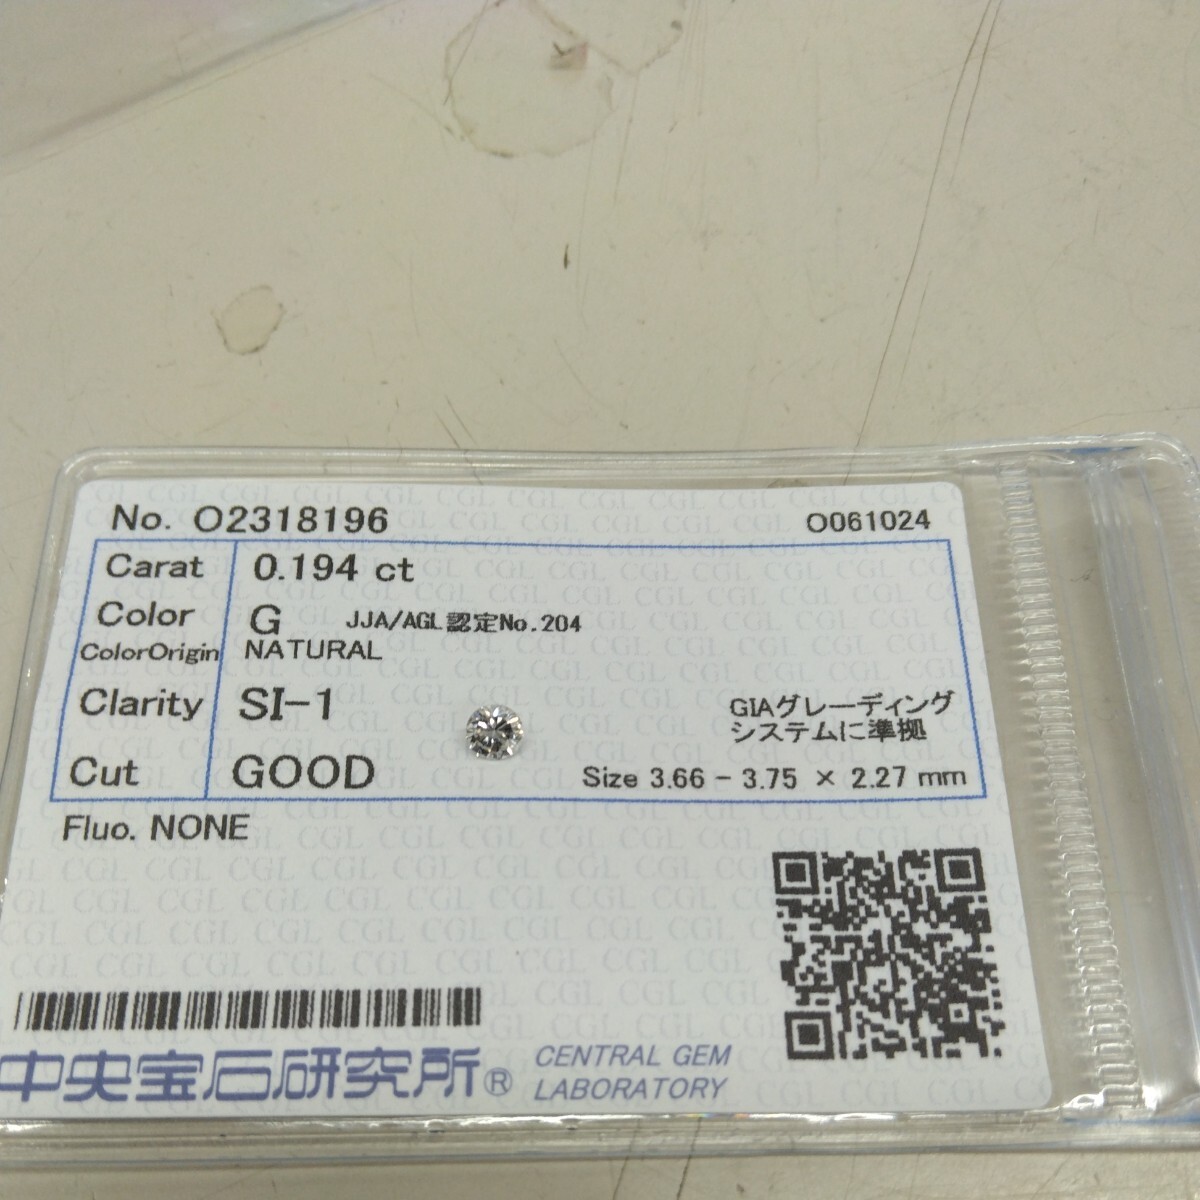 No. O2318196 O061024
Carat 0.194 ct
Color G JJA/AGL認定No.204
ColorOrigin NATURAL
Clarity SI-1
GIAグレーディング
システムに準拠
Cut GOOD Size 3.66 - 3.75 × 2.27 mm
Fluo. NONE
中央宝石研究所® CENTRAL GEM
LABORATORY